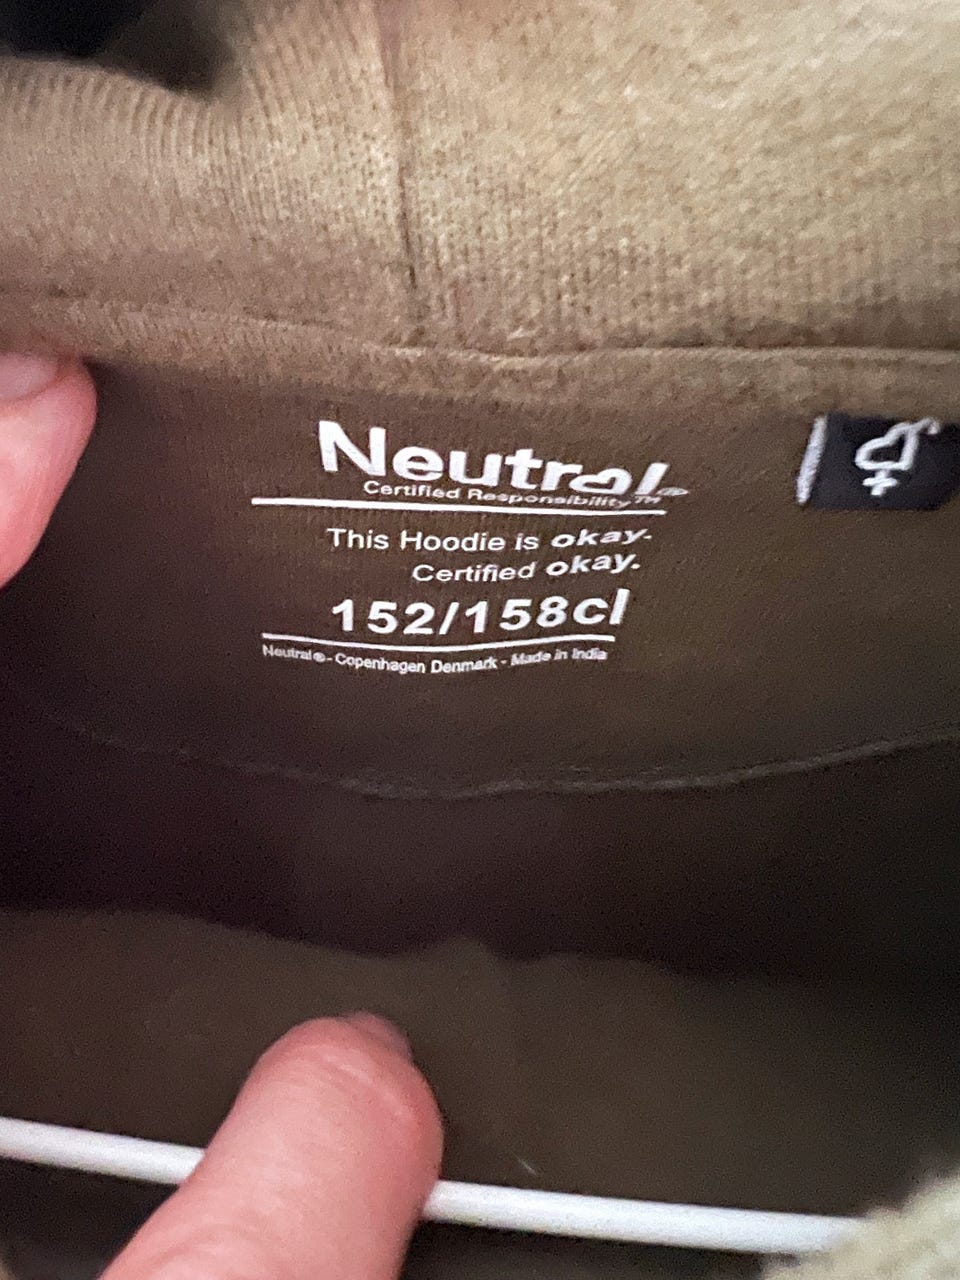 Neutral®
Certified Responsibility™
This Hoodie is okay.
Certified okay.
152/158cl
Neutral® - Copenhagen Denmark - Made in India